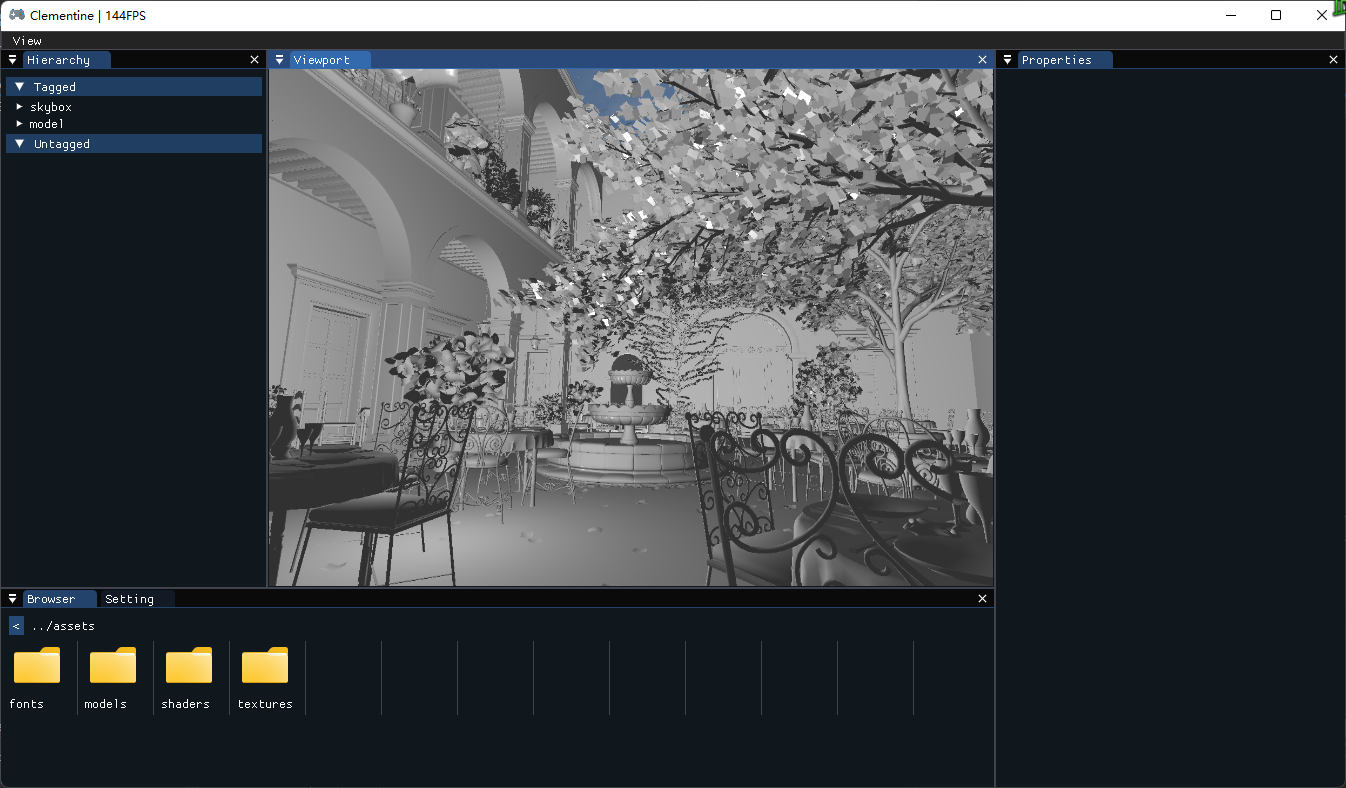 Clementine | 144FPS
View
Hierarchy
Viewport
Properties
Tagged
skybox
model
Untagged
Browser
Setting
< ../assets
fonts
models
shaders
textures